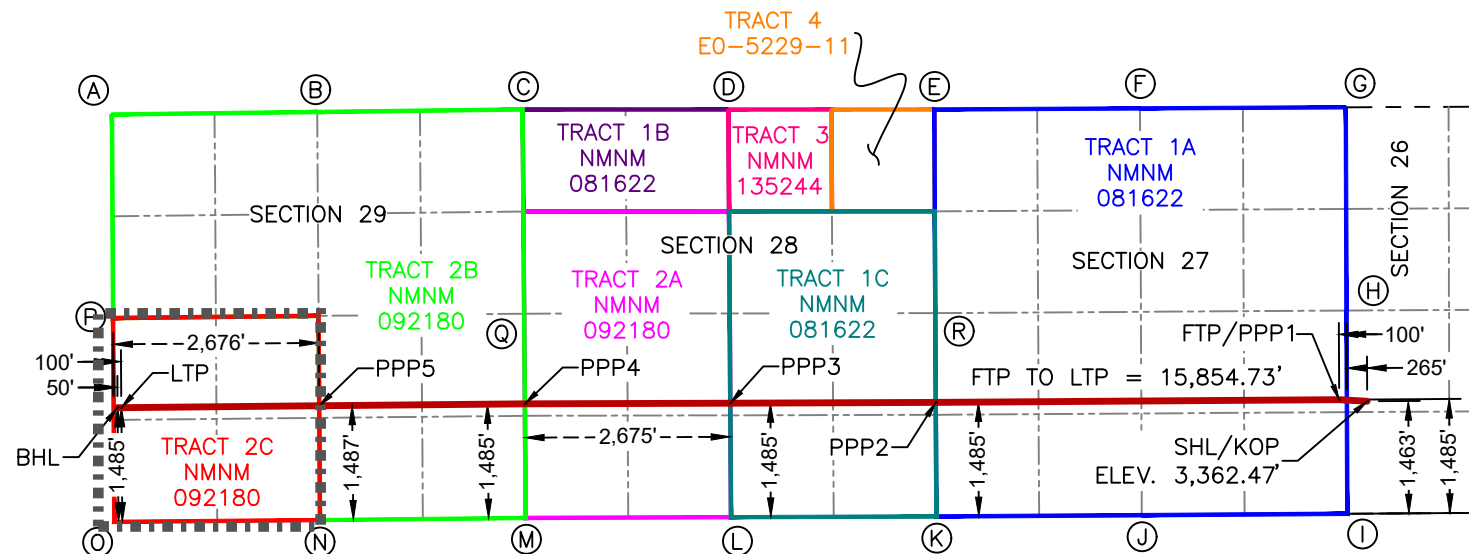 TRACT 4
E0-5229-11
A
B
C
D
E
F
G
TRACT 1B
NMNM
081622
TRACT 3
NMNM
135244
TRACT 1A
NMNM
081622
SECTION 26
SECTION 29
SECTION 28
SECTION 27
TRACT 2B
NMNM
092180
TRACT 2A
NMNM
092180
TRACT 1C
NMNM
081622
H
P
Q
R
2,676'
FTP/PPP1
100'
265'
100'
50'
LTP
PPP5
PPP4
PPP3
FTP TO LTP = 15,854.73'
BHL
1,485'
TRACT 2C
NMNM
092180
1,487'
1,485'
2,675'
1,485'
PPP2
1,485'
SHL/KOP
ELEV. 3,362.47'
1,463'
1,485'
O
N
M
L
K
J
I